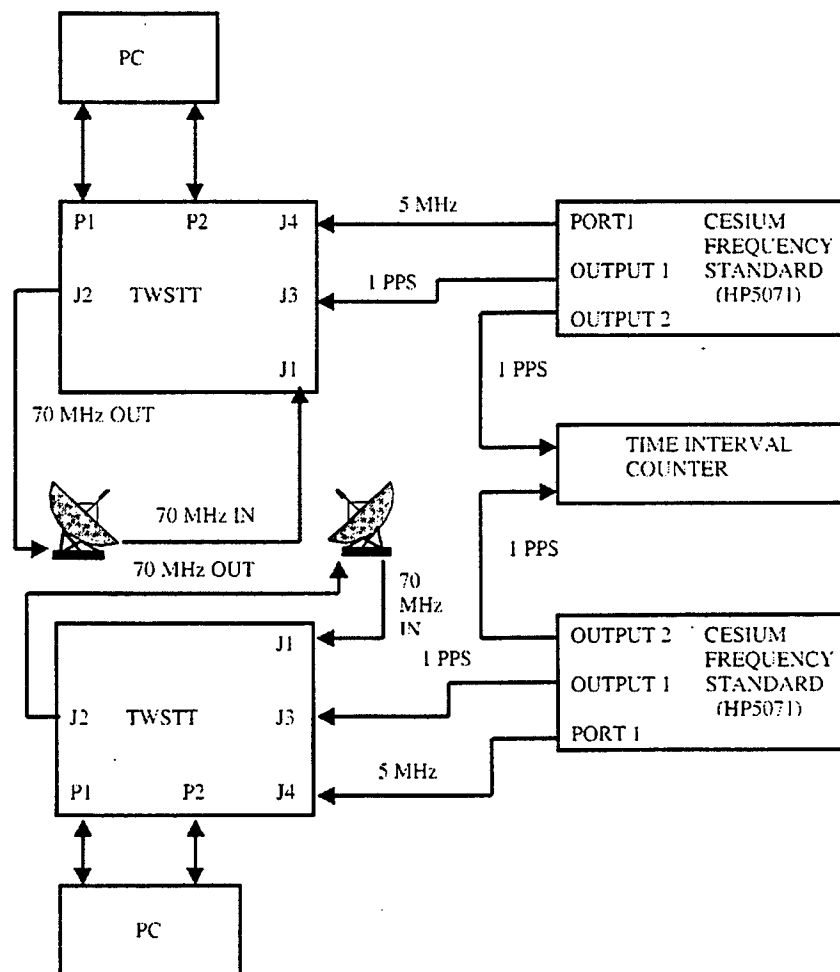 PC
P1
P2
J4
5 MHz
PORT1
CESIUM
FREQUENCY
STANDARD
(HP5071)
J2
TWSTT
J3
1 PPS
OUTPUT 1
OUTPUT 2
J1
1 PPS
70 MHz OUT
TIME INTERVAL
COUNTER
70 MHz IN
70 MHz OUT
70
MHz
IN
1 PPS
J1
1 PPS
OUTPUT 2
CESIUM
FREQUENCY
STANDARD
(HP5071)
J2
TWSTT
J3
OUTPUT 1
PORT 1
P1
P2
J4
5 MHz
PC